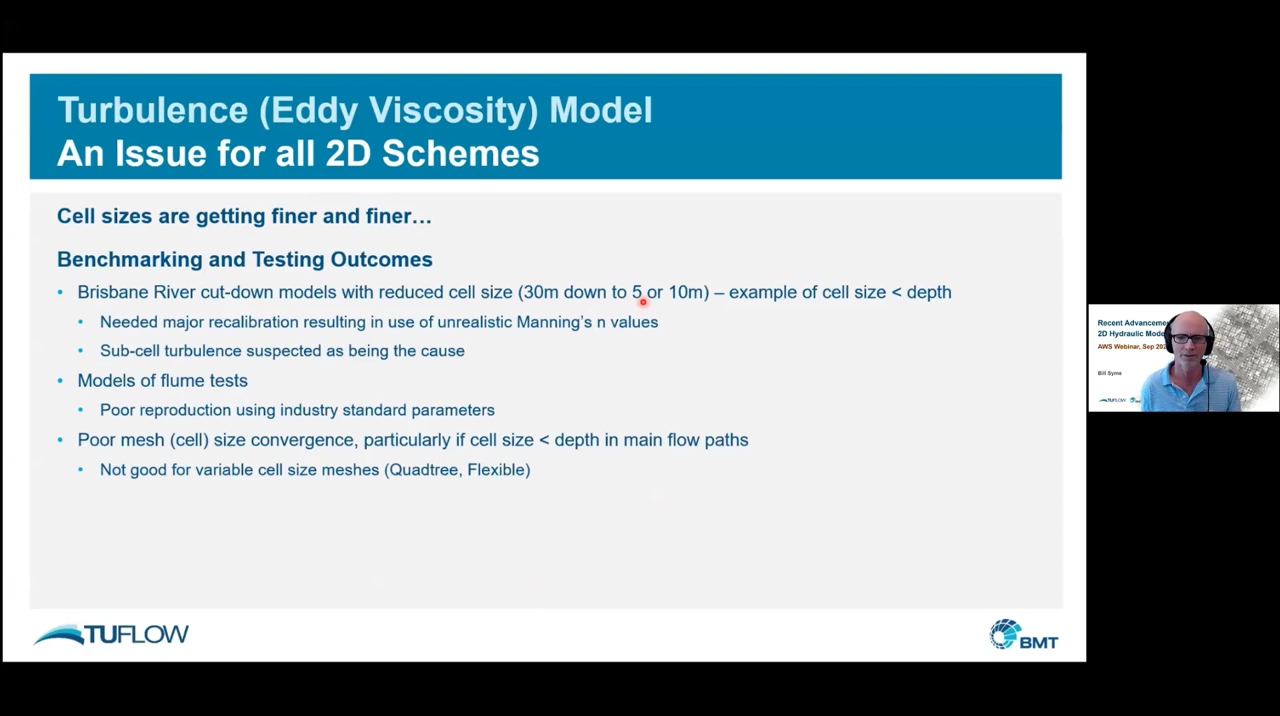 Turbulence (Eddy Viscosity) Model
An Issue for all 2D Schemes
Cell sizes are getting finer and finer…
Benchmarking and Testing Outcomes
• Brisbane River cut-down models with reduced cell size (30m down to 5 or 10m) – example of cell size < depth
• Needed major recalibration resulting in use of unrealistic Manning's n values
• Sub-cell turbulence suspected as being the cause
• Models of flume tests
• Poor reproduction using industry standard parameters
• Poor mesh (cell) size convergence, particularly if cell size < depth in main flow paths
• Not good for variable cell size meshes (Quadtree, Flexible)
TUFLOW
BMT
Recent
2D Hydraulic
AWS Webinar, Sep
Bill Syme
TUFLOW